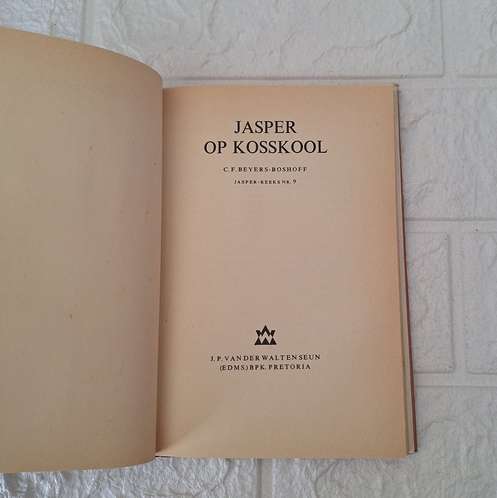 JASPER
OP KOSSKOOL
C. F. BEYERS-BOSHOFF
JASPER-REEKS NR. 9
J. P. VAN DER WALT EN SEUN
(EDMS.) BPK. PRETORIA